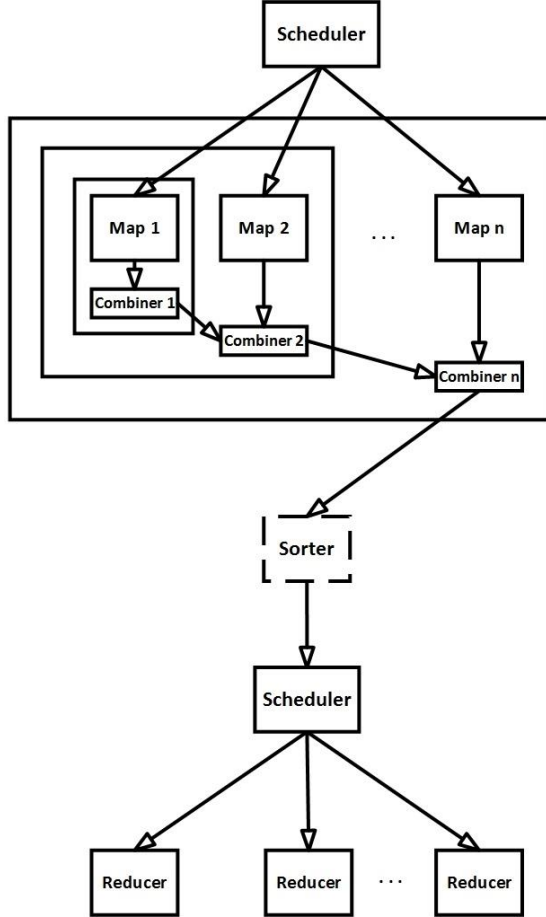 Scheduler
Map 1
Map 2
...
Map n
Combiner 1
Combiner 2
Combiner n
Sorter
Scheduler
Reducer
Reducer
...
Reducer